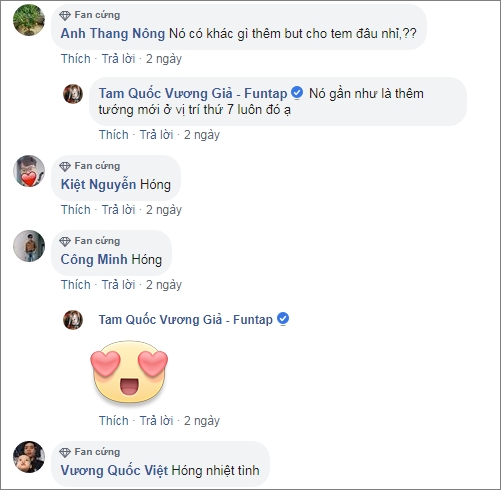 Fan cứng
Anh Thang Nông Nó có khác gì thêm but cho tem đâu nhỉ,??
Thích · Trả lời · 2 ngày
Tam Quốc Vương Giả - Funtap Nó gần như là thêm
tướng mới ở vị trí thứ 7 luôn đó ạ
Thích · Trả lời · 2 ngày
Fan cứng
Kiệt Nguyễn Hóng
Thích · Trả lời · 2 ngày
Fan cứng
Công Minh Hóng
Thích · Trả lời · 2 ngày
Tam Quốc Vương Giả - Funtap
Thích · Trả lời · 2 ngày
Fan cứng
Vương Quốc Việt Hóng nhiệt tình